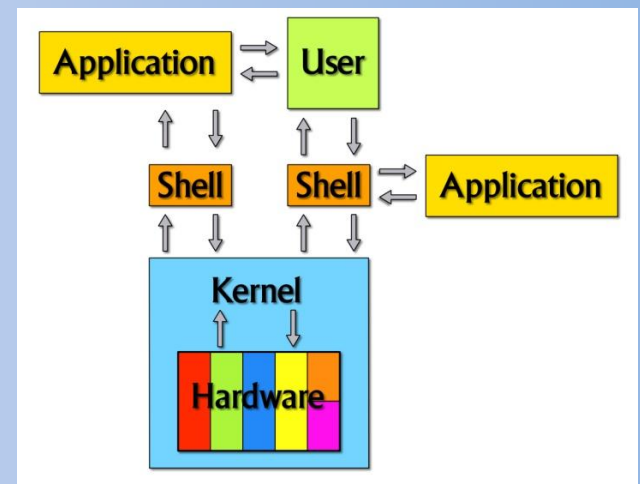 Application
User
Shell
Shell
Application
Kernel
Hardware